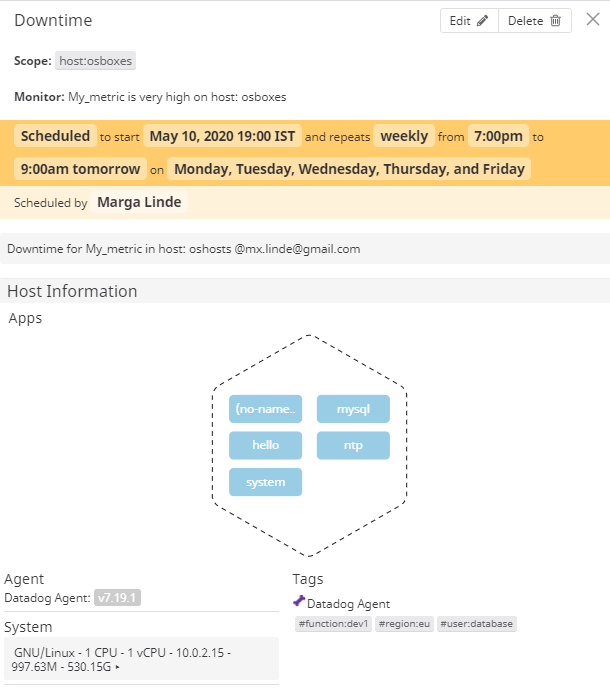 Downtime
Edit
Delete
Scope: host:osboxes
Monitor: My_metric is very high on host: osboxes
Scheduled to start May 10, 2020 19:00 IST and repeats weekly from 7:00pm to
9:00am tomorrow on Monday, Tuesday, Wednesday, Thursday, and Friday
Scheduled by Marga Linde
Downtime for My_metric in host: oshosts @mx.linde@gmail.com
Host Information
Apps
(no-name..
mysql
hello
ntp
system
Agent
Datadog Agent: v7.19.1
System
GNU/Linux - 1 CPU - 1 vCPU - 10.0.2.15 -
997.63M - 530.15G ▸
Tags
Datadog Agent
#function:dev1 #region:eu #user:database